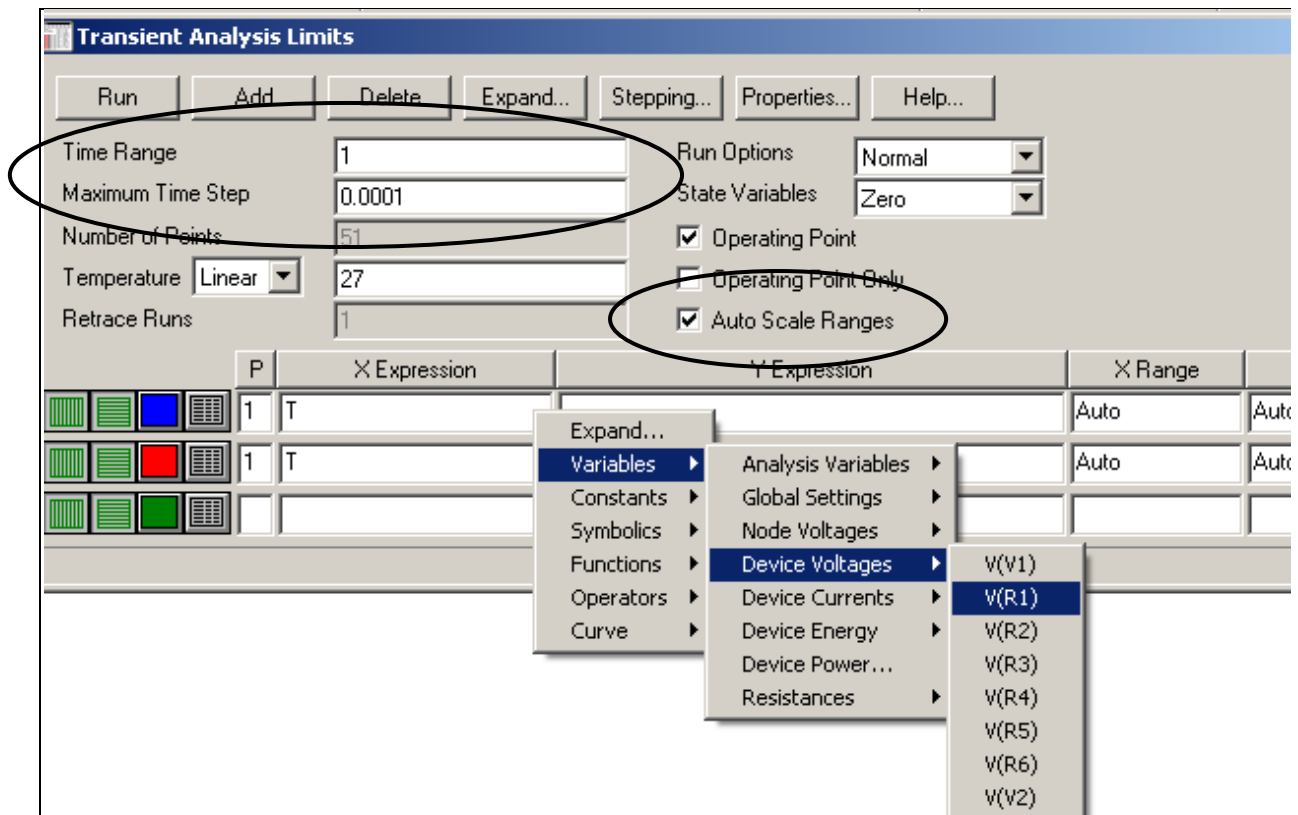 Transient Analysis Limits
Run Add Delete Expand... Stepping... Properties... Help...
Time Range 1 Run Options Normal
Maximum Time Step 0.0001 State Variables Zero
Number of Points 51 Operating Point
Temperature Linear 27 Operating Point Only
Retrace Runs 1 Auto Scale Ranges
P X Expression Y Expression X Range
1 T Auto Auto
1 T Auto Auto
Expand...
Variables
Constants
Symbolics
Functions
Operators
Curve
Analysis Variables
Global Settings
Node Voltages
Device Voltages
Device Currents
Device Energy
Device Power...
Resistances
V(V1)
V(R1)
V(R2)
V(R3)
V(R4)
V(R5)
V(R6)
V(V2)